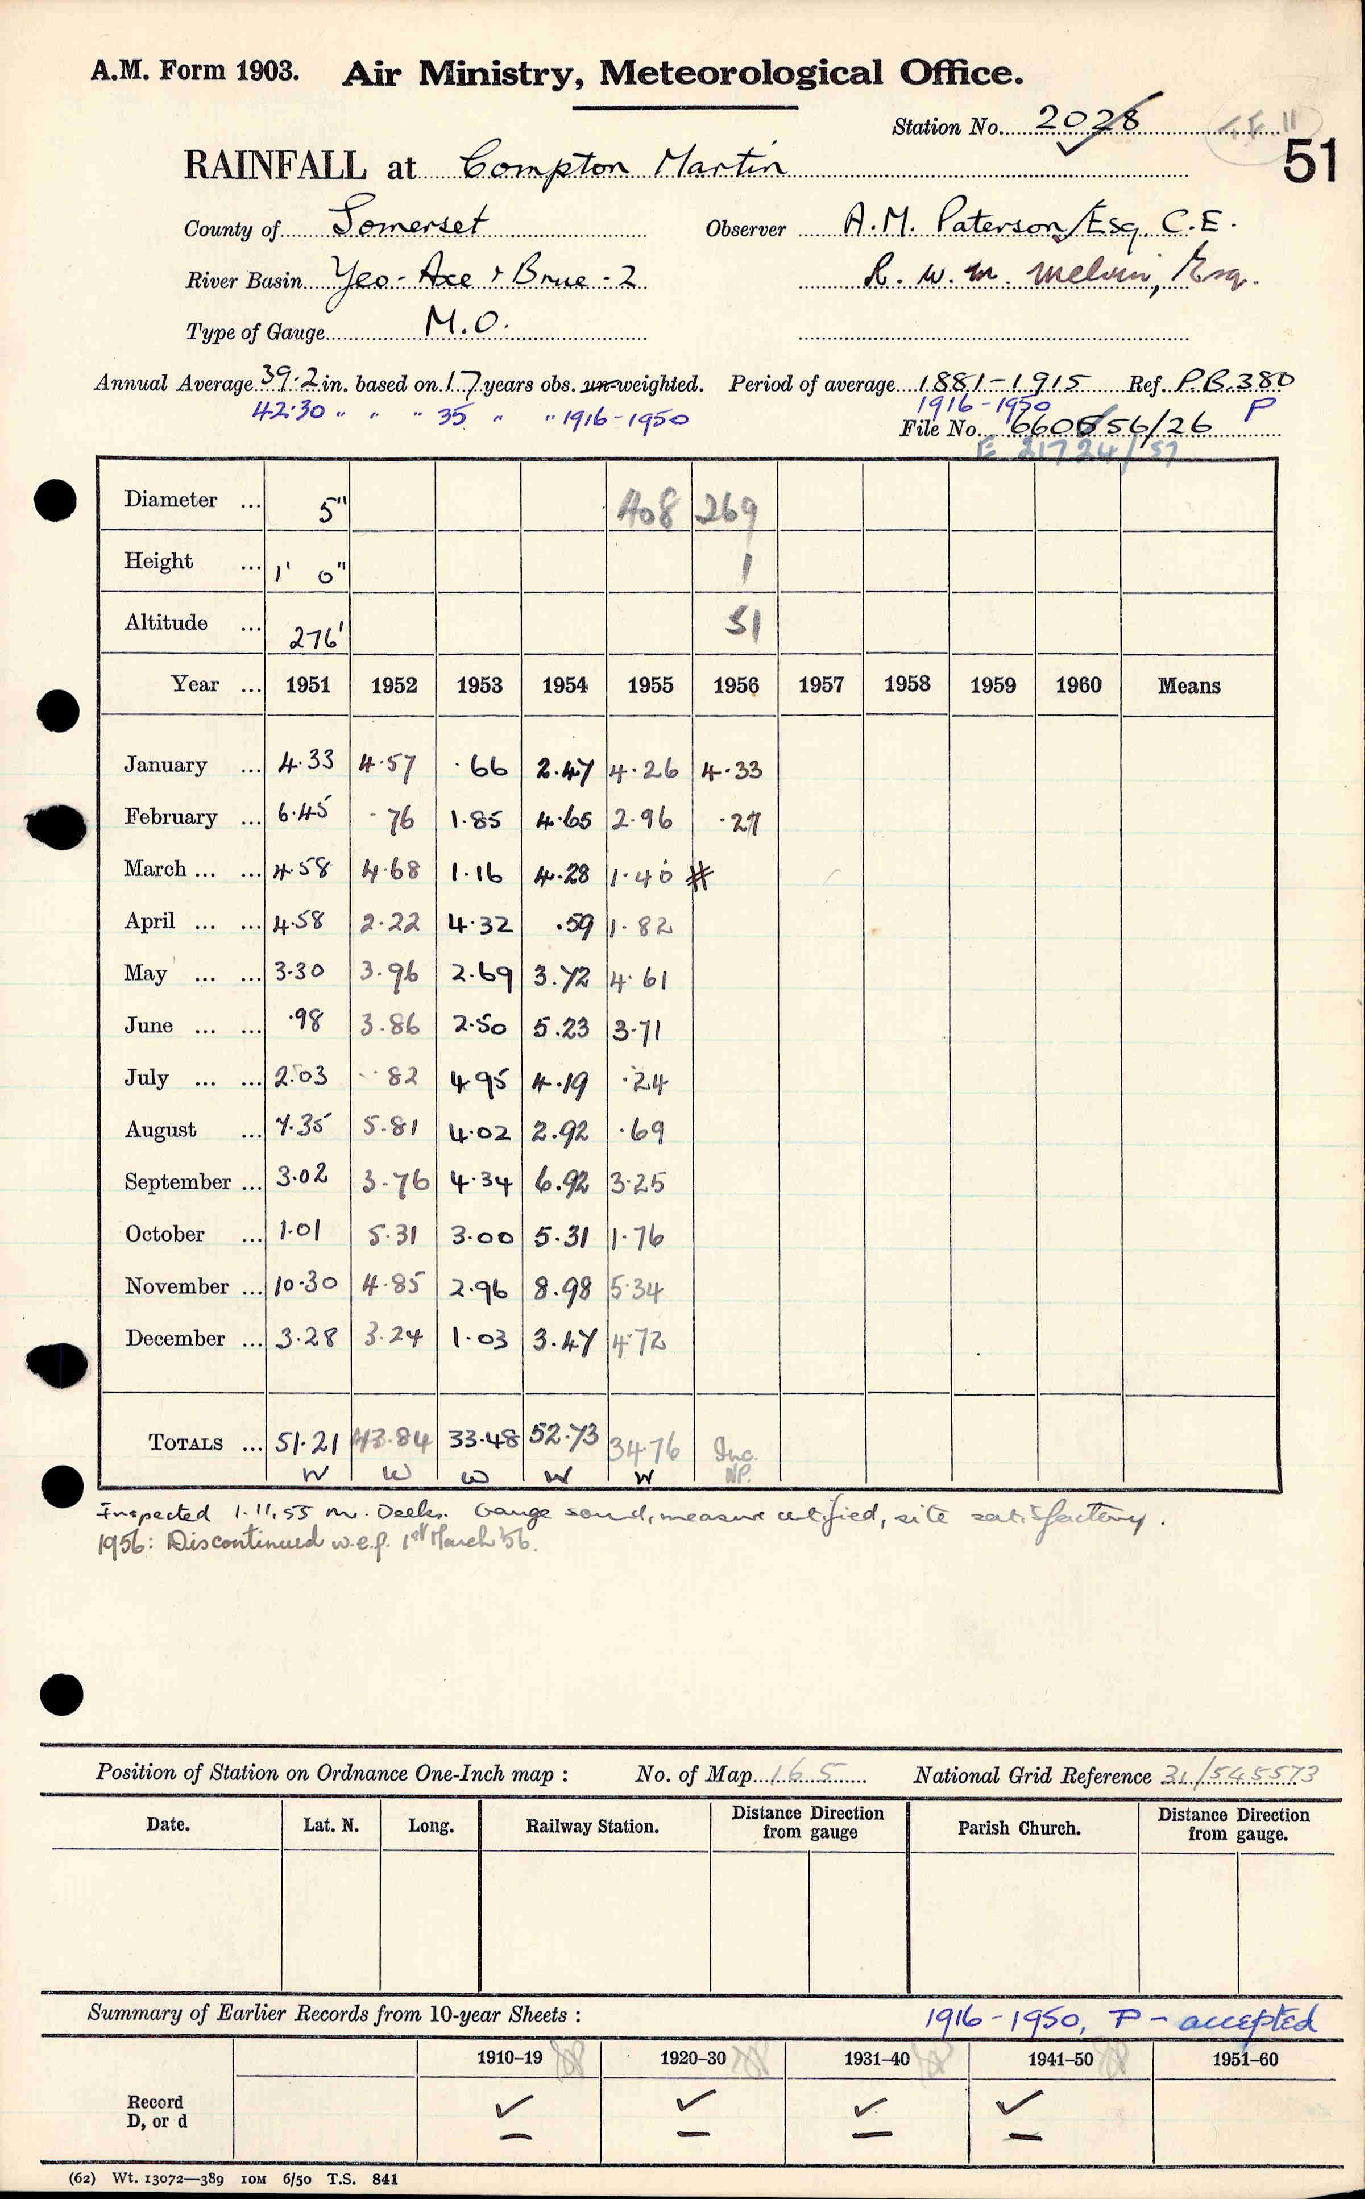 A.M. Form 1903. Air Ministry, Meteorological Office.
Station No. 2028
51
RAINFALL at Compton Martin
County of Somerset Observer A.M. Paterson, Esq. C.E.
River Basin Yeo - Axe & Brue - 2 R. W. M. Melvin, Esq.
Type of Gauge M.O.
Annual Average 39.2 in. based on 17 years obs. un-weighted. Period of average 1881-1915 Ref. P.B. 380
42.30 " " " 35 " " 1916-1950 1916-1950 P
File No. 660856/26
E 21724/57
Diameter ... 5" 408 269
Height ... 1' 0" 1
Altitude ... 276' 51
Year ... 1951 1952 1953 1954 1955 1956 1957 1958 1959 1960 Means
January ... 4.33 4.57 .66 2.47 4.26 4.33
February ... 6.45 .76 1.85 4.65 2.96 .27
March ... ... 4.58 4.68 1.16 4.28 1.40 #
April ... ... 4.58 2.22 4.32 .59 1.82
May ... ... 3.30 3.96 2.69 3.72 4.61
June ... ... .98 3.86 2.50 5.23 3.71
July ... ... 2.03 .82 4.95 4.19 .24
August ... 7.35 5.81 4.02 2.92 .69
September ... 3.02 3.76 4.34 6.92 3.25
October ... 1.01 5.31 3.00 5.31 1.76
November ... 10.30 4.85 2.96 8.98 5.34
December ... 3.28 3.24 1.03 3.47 4.72
TOTALS ... 51.21 43.84 33.48 52.73 34.76 Inc.
W W W W W NP.
Inspected 1.11.55 Mr. Deeks. Gauge sound, measure certified, site satisfactory.
1956: Discontinued w.e.f. 1st March '56.
Position of Station on Ordnance One-Inch map : No. of Map 165 National Grid Reference 31/545573
Date. Lat. N. Long. Railway Station. Distance Direction from gauge Parish Church. Distance Direction from gauge.
Summary of Earlier Records from 10-year Sheets : 1916-1950, P - accepted
1910-19 1920-30 1931-40 1941-50 1951-60
Record ✓ ✓ ✓ ✓
D, or d — — — —
(62) Wt. 13072—389 10M 6/50 T.S. 841